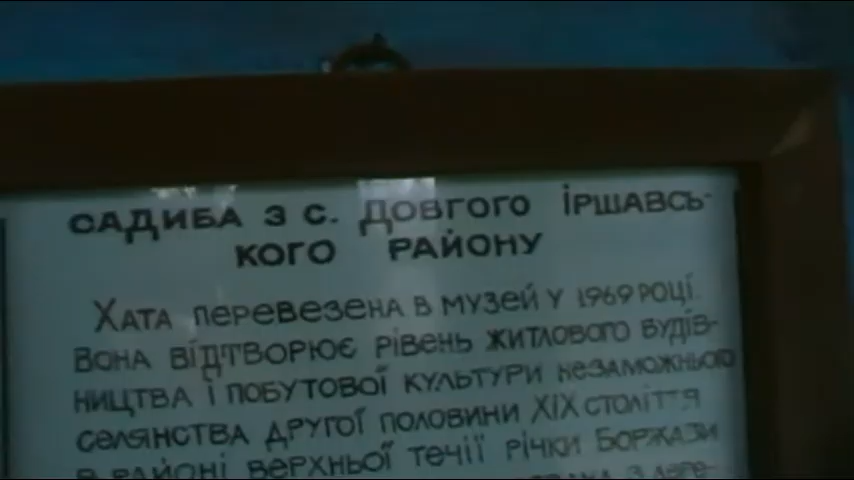 САДИБА З С. ДОВГОГО ІРШАВСЬ-
КОГО РАЙОНУ
ХАТА ПЕРЕВЕЗЕНА В МУЗЕЙ У 1969 РОЦІ.
ВОНА ВІДТВОРЮЄ РІВЕНЬ ЖИТЛОВОГО БУДІВ-
НИЦТВА І ПОБУТОВОЇ КУЛЬТУРИ НЕЗАМОЖНЬОГО
СЕЛЯНСТВА ДРУГОЇ ПОЛОВИНИ XIX СТОЛІТТЯ
В РАЙОНІ ВЕРХНЬОЇ ТЕЧІЇ РІЧКИ БОРЖАВИ
З ДЕРЕ-